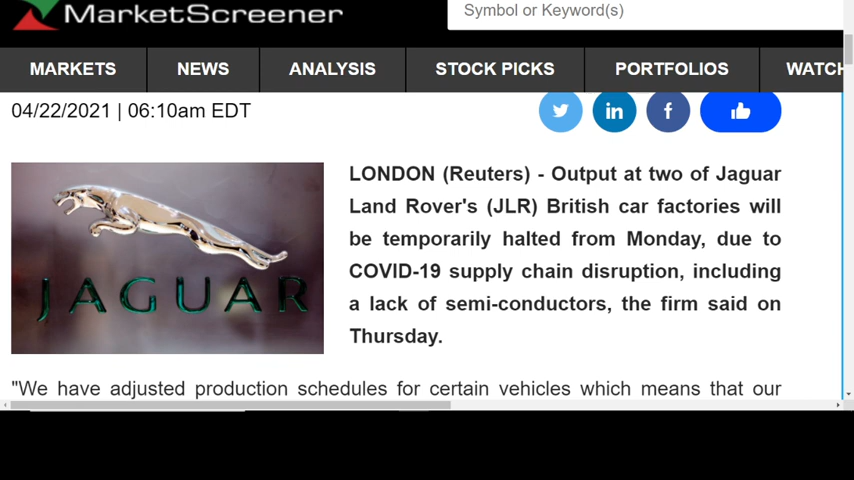 MarketScreener
Symbol or Keyword(s)
MARKETS NEWS ANALYSIS STOCK PICKS PORTFOLIOS WATCH
04/22/2021 | 06:10am EDT
in
f
JAGUAR
LONDON (Reuters) - Output at two of Jaguar
Land Rover's (JLR) British car factories will
be temporarily halted from Monday, due to
COVID-19 supply chain disruption, including
a lack of semi-conductors, the firm said on
Thursday.
"We have adjusted production schedules for certain vehicles which means that our